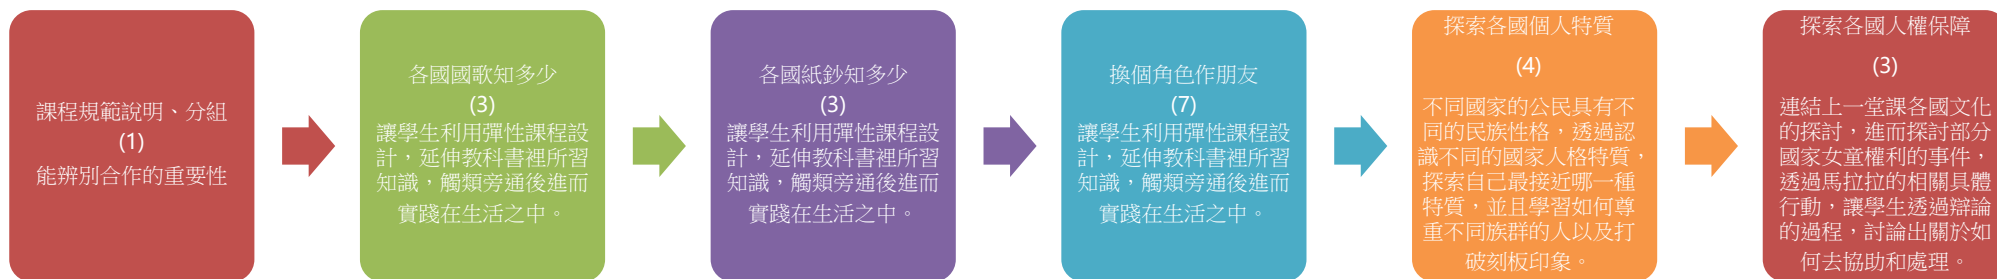 課程規範說明、分組
(1)
能辨別合作的重要性
各國國歌知多少
(3)
讓學生利用彈性課程設
計，延伸教科書裡所習
知識，觸類旁通後進而
實踐在生活之中。
各國紙鈔知多少
(3)
讓學生利用彈性課程設
計，延伸教科書裡所習
知識，觸類旁通後進而
實踐在生活之中。
換個角色作朋友
(7)
讓學生利用彈性課程設
計，延伸教科書裡所習
知識，觸類旁通後進而
實踐在生活之中。
探索各國個人特質
(4)
不同國家的公民具有不
同的民族性格，透過認
識不同的國家人格特質，
探索自己最接近哪一種
特質，並且學習如何尊
重不同族群的人以及打
破刻板印象。
探索各國人權保障
(3)
連結上一堂課各國文化
的探討，進而探討部分
國家女童權利的事件，
透過馬拉拉的相關具體
行動，讓學生透過辯論
的過程，討論出關於如
何去協助和處理。